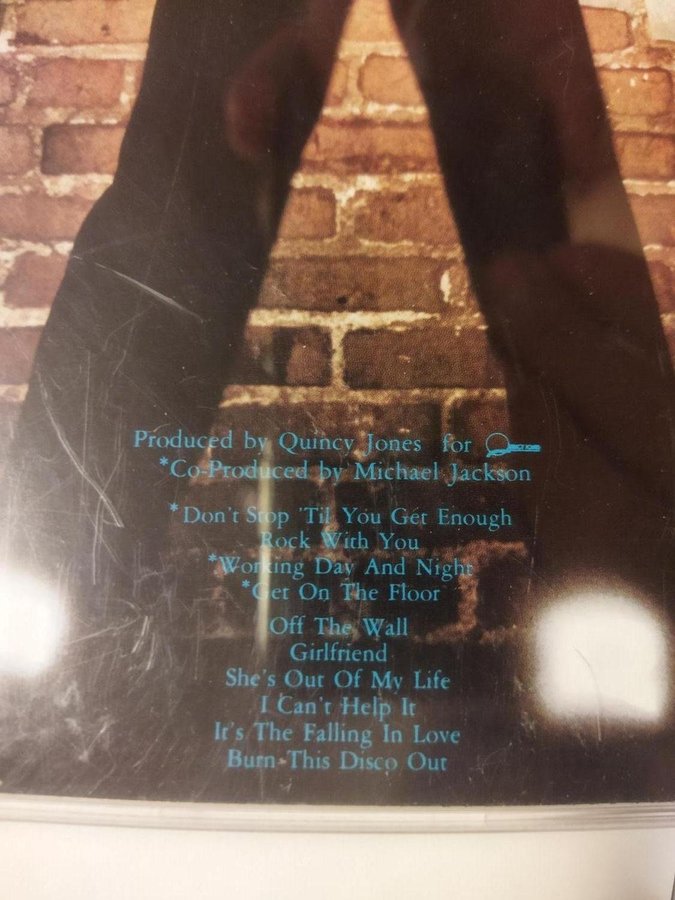 Produced by Quincy Jones for
*Co-Produced by Michael Jackson
*Don't Stop 'Til You Get Enough
Rock With You
*Working Day And Night
*Get On The Floor
Off The Wall
Girlfriend
She's Out Of My Life
I Can't Help It
It's The Falling In Love
Burn This Disco Out